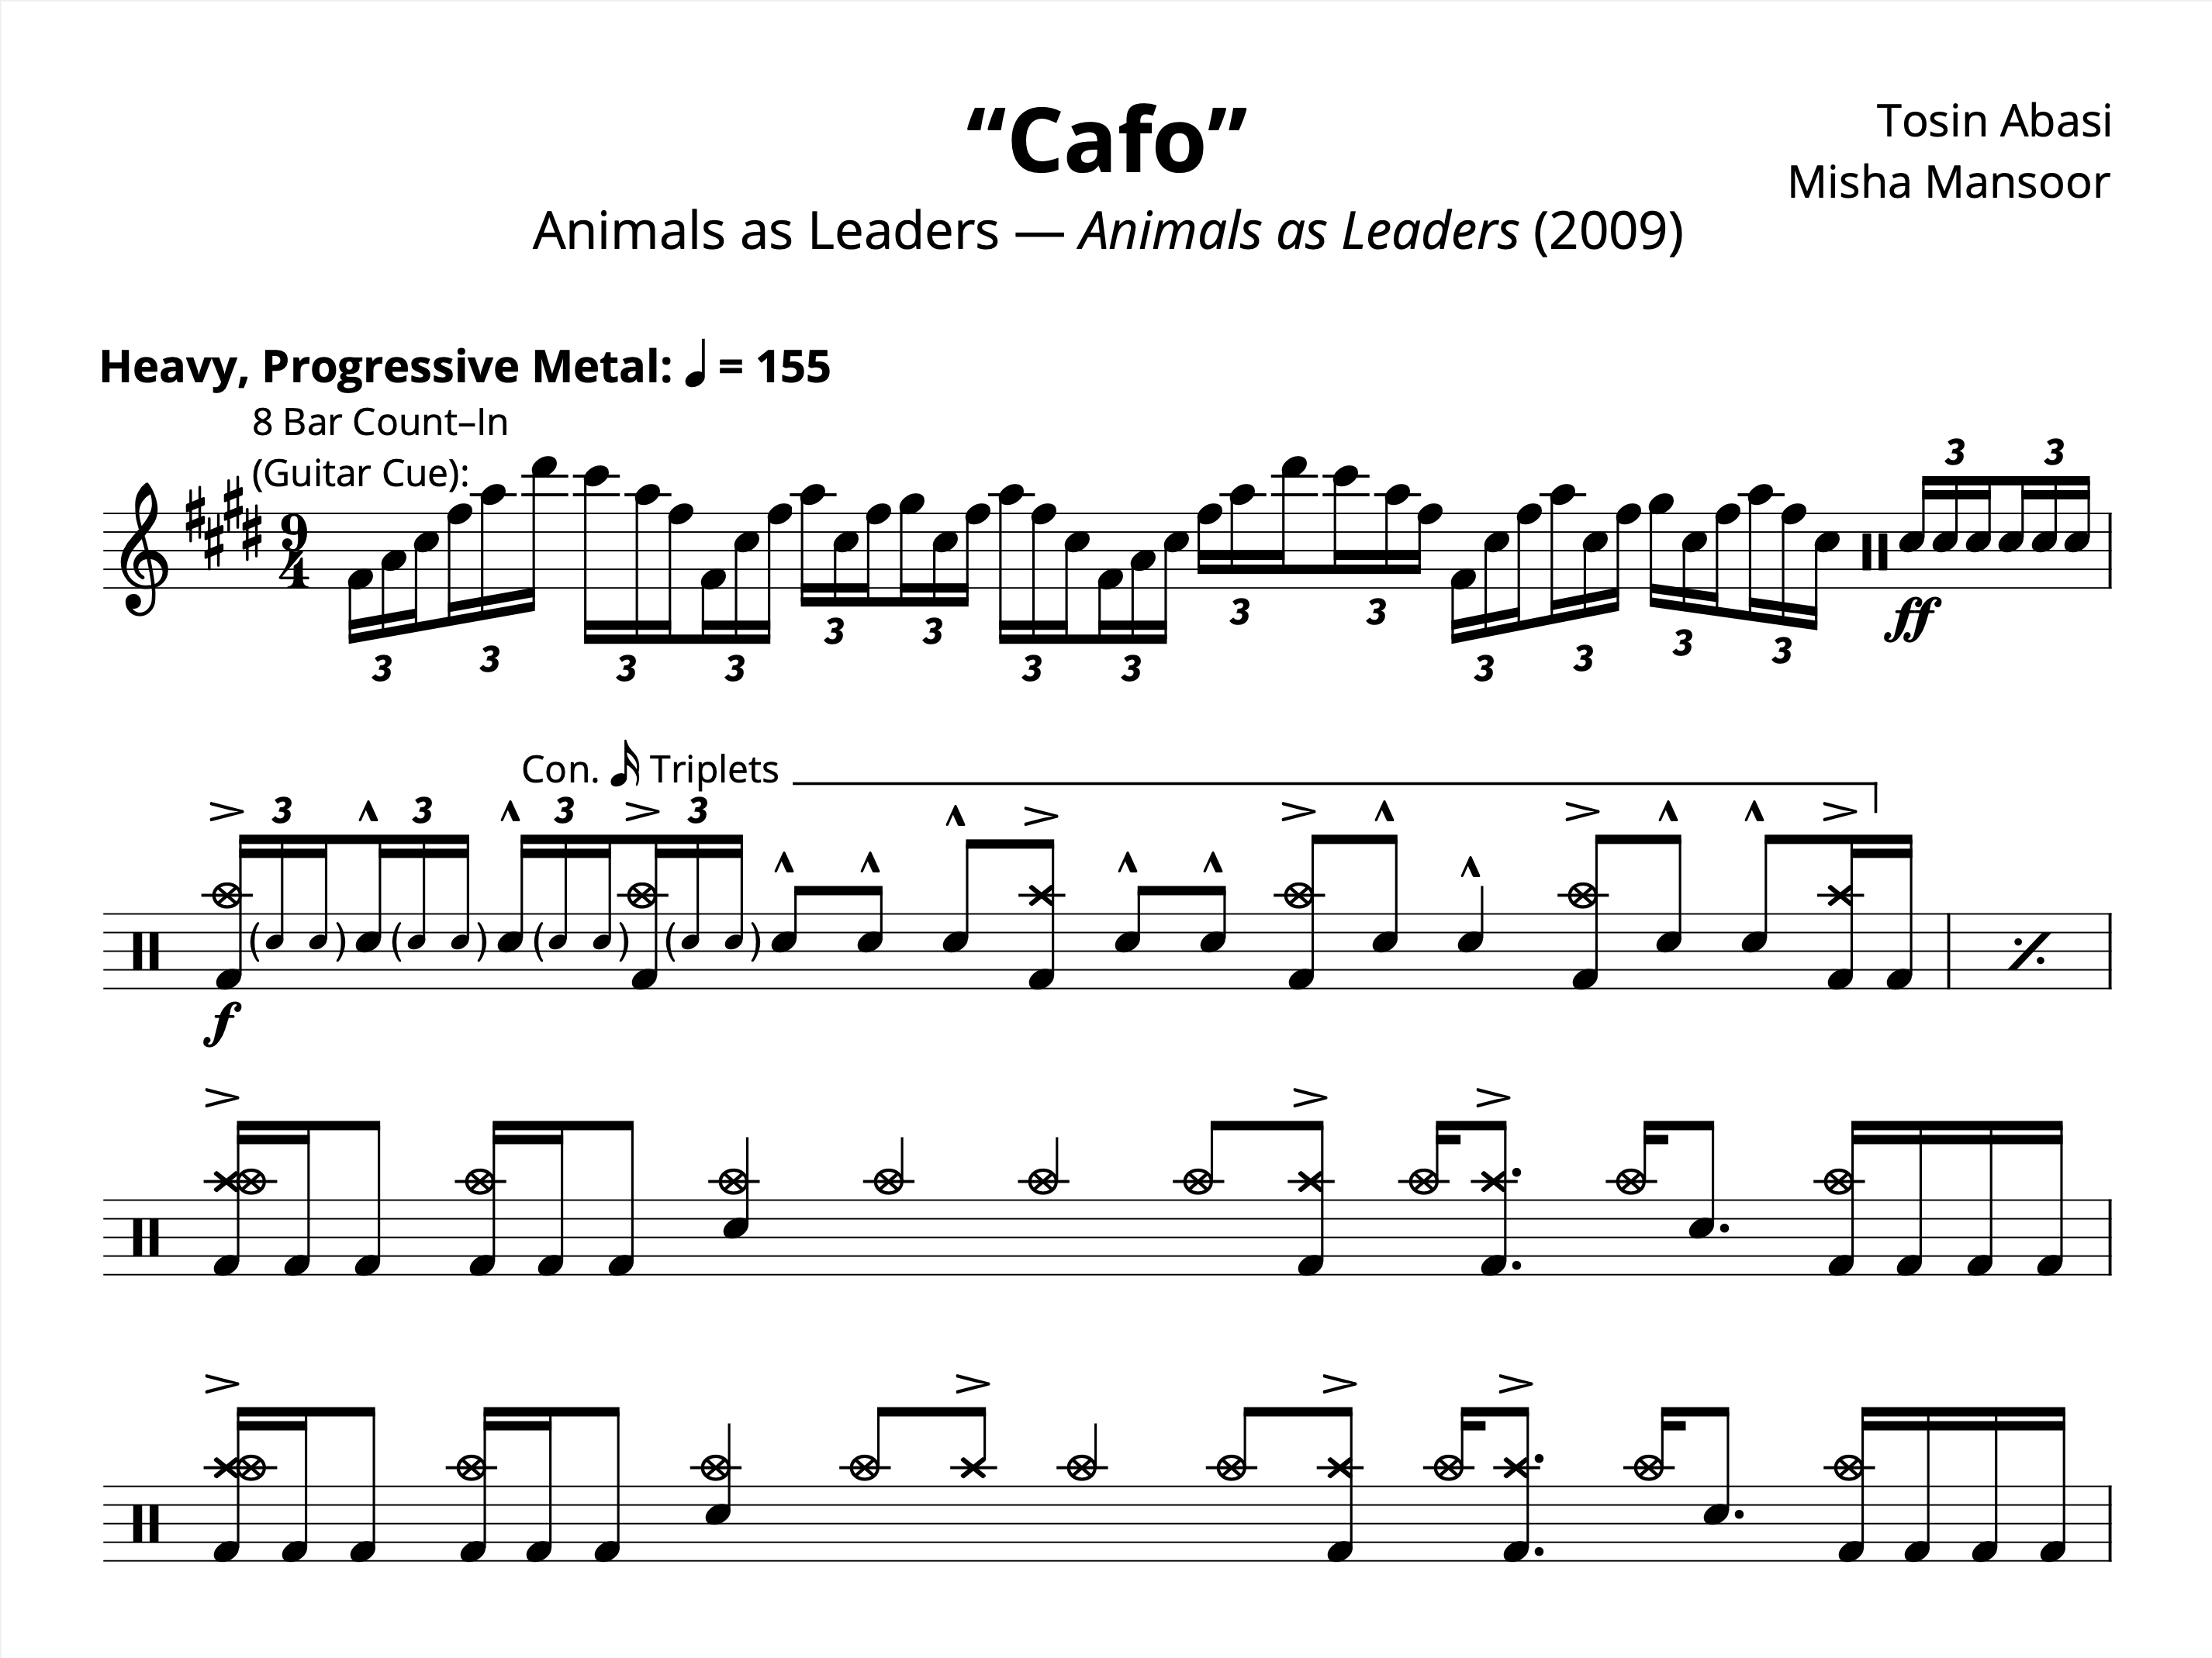 “Cafo”
Tosin Abasi
Misha Mansoor
Animals as Leaders — Animals as Leaders (2009)
Heavy, Progressive Metal: ♩ = 155
8 Bar Count–In
(Guitar Cue):
3 3
9
4
3 3 3 3 3 3 3 3 3 3 3 3 3 3
ff
Con. 𝅘𝅥𝅯 Triplets
3 3 3 3
f